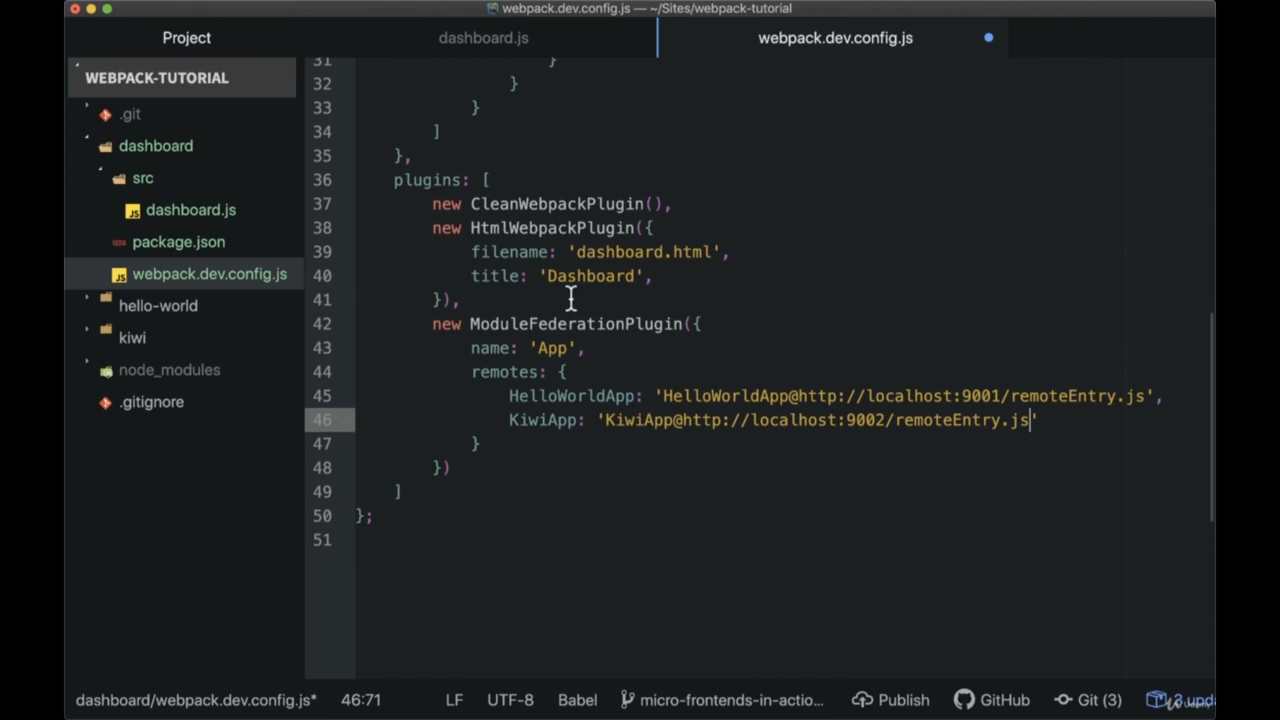 webpack.dev.config.js — ~/Sites/webpack-tutorial
Project
dashboard.js
webpack.dev.config.js
WEBPACK-TUTORIAL
.git
dashboard
src
dashboard.js
package.json
webpack.dev.config.js
hello-world
kiwi
node_modules
.gitignore
31 }
32 }
33 }
34 ]
35 },
36 plugins: [
37 new CleanWebpackPlugin(),
38 new HtmlWebpackPlugin({
39 filename: 'dashboard.html',
40 title: 'Dashboard',
41 }),
42 new ModuleFederationPlugin({
43 name: 'App',
44 remotes: {
45 HelloWorldApp: 'HelloWorldApp@http://localhost:9001/remoteEntry.js',
46 KiwiApp: 'KiwiApp@http://localhost:9002/remoteEntry.js'
47 }
48 })
49 ]
50 };
51
dashboard/webpack.dev.config.js* 46:71 LF UTF-8 Babel micro-frontends-in-actio... Publish GitHub Git (3)